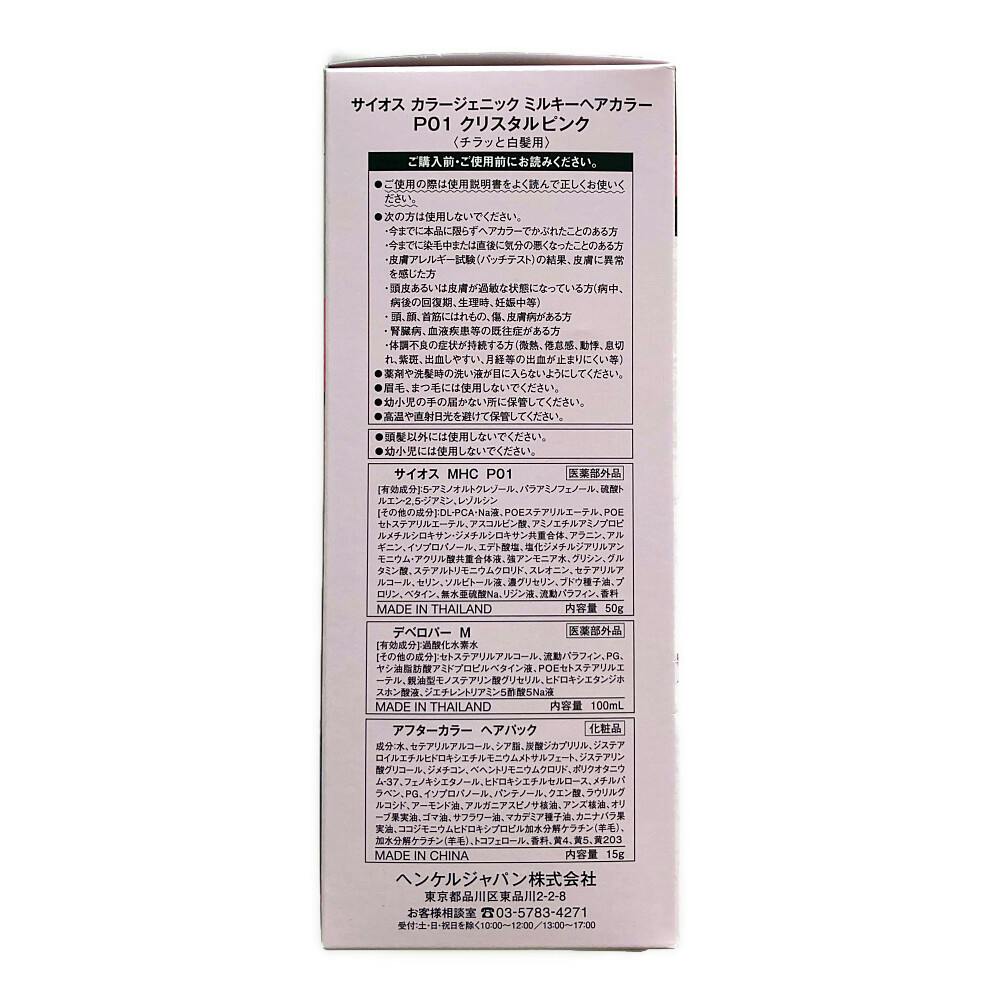 サイオス カラージェニック ミルキーヘアカラー
P01 クリスタルピンク
〈チラッと白髪用〉
ご購入前・ご使用前にお読みください。
●ご使用の際は使用説明書をよく読んで正しくお使いく
ださい。
●次の方は使用しないでください。
・今までに本品に限らずヘアカラーでかぶれたことのある方
・今までに染毛中または直後に気分の悪くなったことのある方
・皮膚アレルギー試験（パッチテスト）の結果、皮膚に異常
を感じた方
・頭皮あるいは皮膚が過敏な状態になっている方（病中、
病後の回復期、生理時、妊娠中等）
・頭、顔、首筋にはれもの、傷、皮膚病がある方
・腎臓病、血液疾患等の既往症がある方
・体調不良の症状が持続する方（微熱、倦怠感、動悸、息切
れ、紫斑、出血しやすい、月経等の出血が止まりにくい等）
●薬剤や洗髪時の洗い液が目に入らないようにしてください。
●眉毛、まつ毛には使用しないでください。
●幼小児の手の届かない所に保管してください。
●高温や直射日光を避けて保管してください。
●頭髪以外には使用しないでください。
●幼小児には使用しないでください。
サイオス MHC P01 医薬部外品
[有効成分]:5-アミノオルトクレゾール、パラアミノフェノール、硫酸ト
ルエン-2,5-ジアミン、レゾルシン
[その他の成分]:DL-PCA・Na液、POEステアリルエーテル、POE
セトステアリルエーテル、アスコルビン酸、アミノエチルアミノプロピ
ルメチルシロキサン・ジメチルシロキサン共重合体、アラニン、アル
ギニン、イソプロパノール、エデト酸塩、塩化ジメチルジアリルアン
モニウム・アクリル酸共重合体液、強アンモニア水、グリシン、グル
タミン酸、ステアルトリモニウムクロリド、スレオニン、セテアリルア
ルコール、セリン、ソルビトール液、濃グリセリン、ブドウ種子油、プ
ロリン、ベタイン、無水亜硫酸Na、リジン液、流動パラフィン、香料
MADE IN THAILAND 内容量 50g
デベロパー M 医薬部外品
[有効成分]:過酸化水素水
[その他の成分]:セトステアリルアルコール、流動パラフィン、PG、
ヤシ油脂肪酸アミドプロピルベタイン液、POEセトステアリルエ
ーテル、親油型モノステアリン酸グリセリル、ヒドロキシエタンジホ
スホン酸液、ジエチレントリアミン5酢酸5Na液
MADE IN THAILAND 内容量 100mL
アフターカラー ヘアパック 化粧品
成分:水、セテアリルアルコール、シア脂、炭酸ジカプリリル、ジステア
ロイルエチルヒドロキシエチルモニウムメトサルフェート、ジステアリン
酸グリコール、ジメチコン、ベヘントリモニウムクロリド、ポリクオタニウ
ム-37、フェノキシエタノール、ヒドロキシエチルセルロース、メチルパ
ラベン、PG、イソプロパノール、パンテノール、クエン酸、ラウリルグ
ルコシド、アーモンド油、アルガニアスピノサ核油、アンズ核油、オリ
ーブ果実油、ゴマ油、サフラワー油、マカデミア種子油、カニナバラ果
実油、ココジモニウムヒドロキシプロピル加水分解ケラチン（羊毛）、
加水分解ケラチン（羊毛）、トコフェロール、香料、黄4、黄5、黄203
MADE IN CHINA 内容量 15g
ヘンケルジャパン株式会社
東京都品川区東品川2-2-8
お客様相談室 ☎03-5783-4271
受付:土・日・祝日を除く10:00～12:00／13:00～17:00